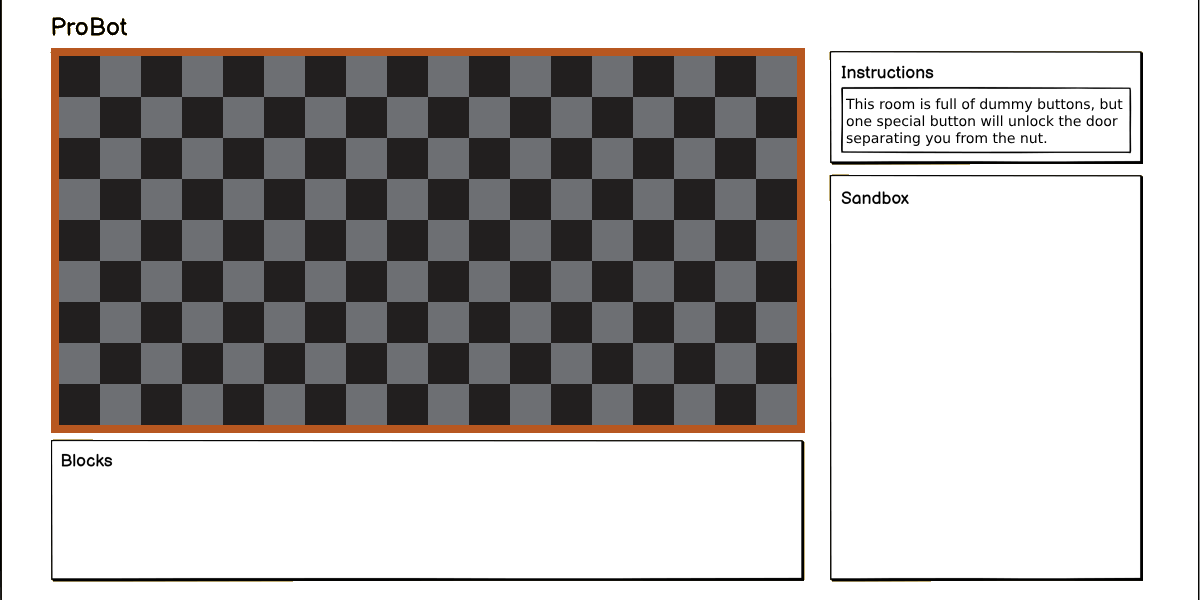 ProBot
Instructions
This room is full of dummy buttons, but
one special button will unlock the door
separating you from the nut.
Sandbox
Blocks